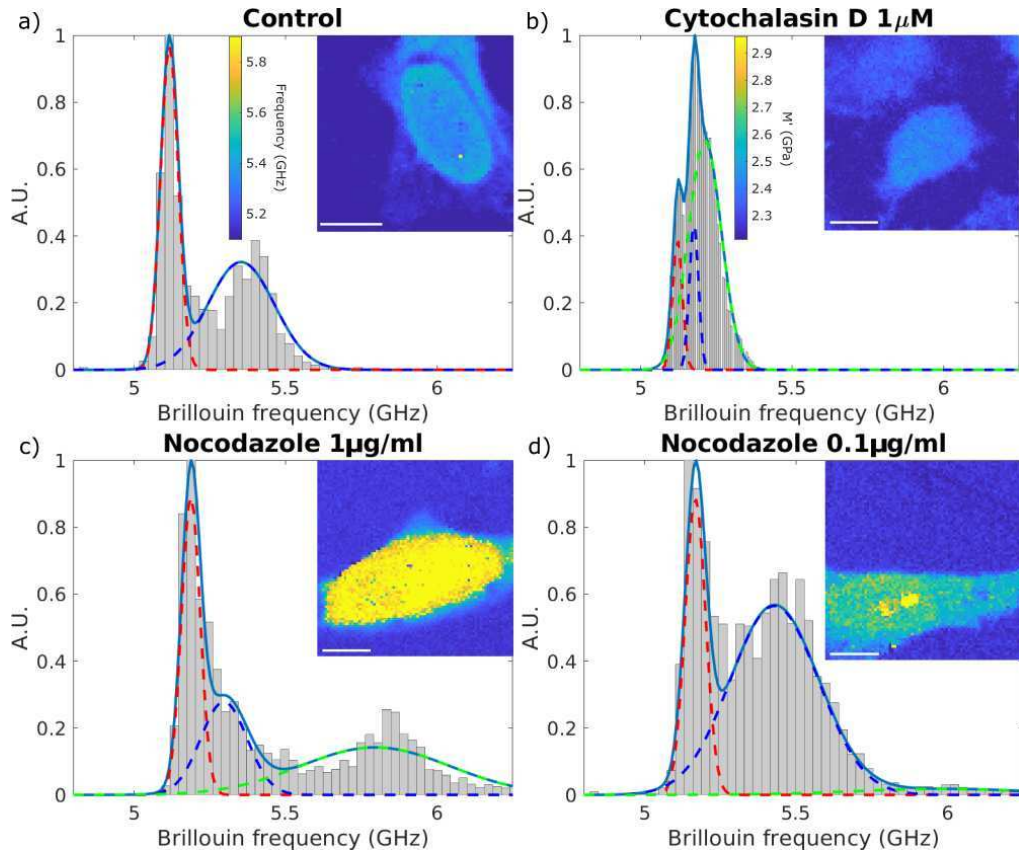 a) Control
1
0.8
0.6
0.4
0.2
0
A.U.
5.8
5.6
5.4
5.2
Frequency (GHz)
5 5.5 6
Brillouin frequency (GHz)
b) Cytochalasin D 1μM
1
0.8
0.6
0.4
0.2
0
A.U.
2.9
2.8
2.7
2.6
2.5
2.4
2.3
M' (GPa)
5 5.5 6
Brillouin frequency (GHz)
c) Nocodazole 1μg/ml
1
0.8
0.6
0.4
0.2
0
A.U.
5 5.5 6
Brillouin frequency (GHz)
d) Nocodazole 0.1μg/ml
1
0.8
0.6
0.4
0.2
0
A.U.
5 5.5 6
Brillouin frequency (GHz)